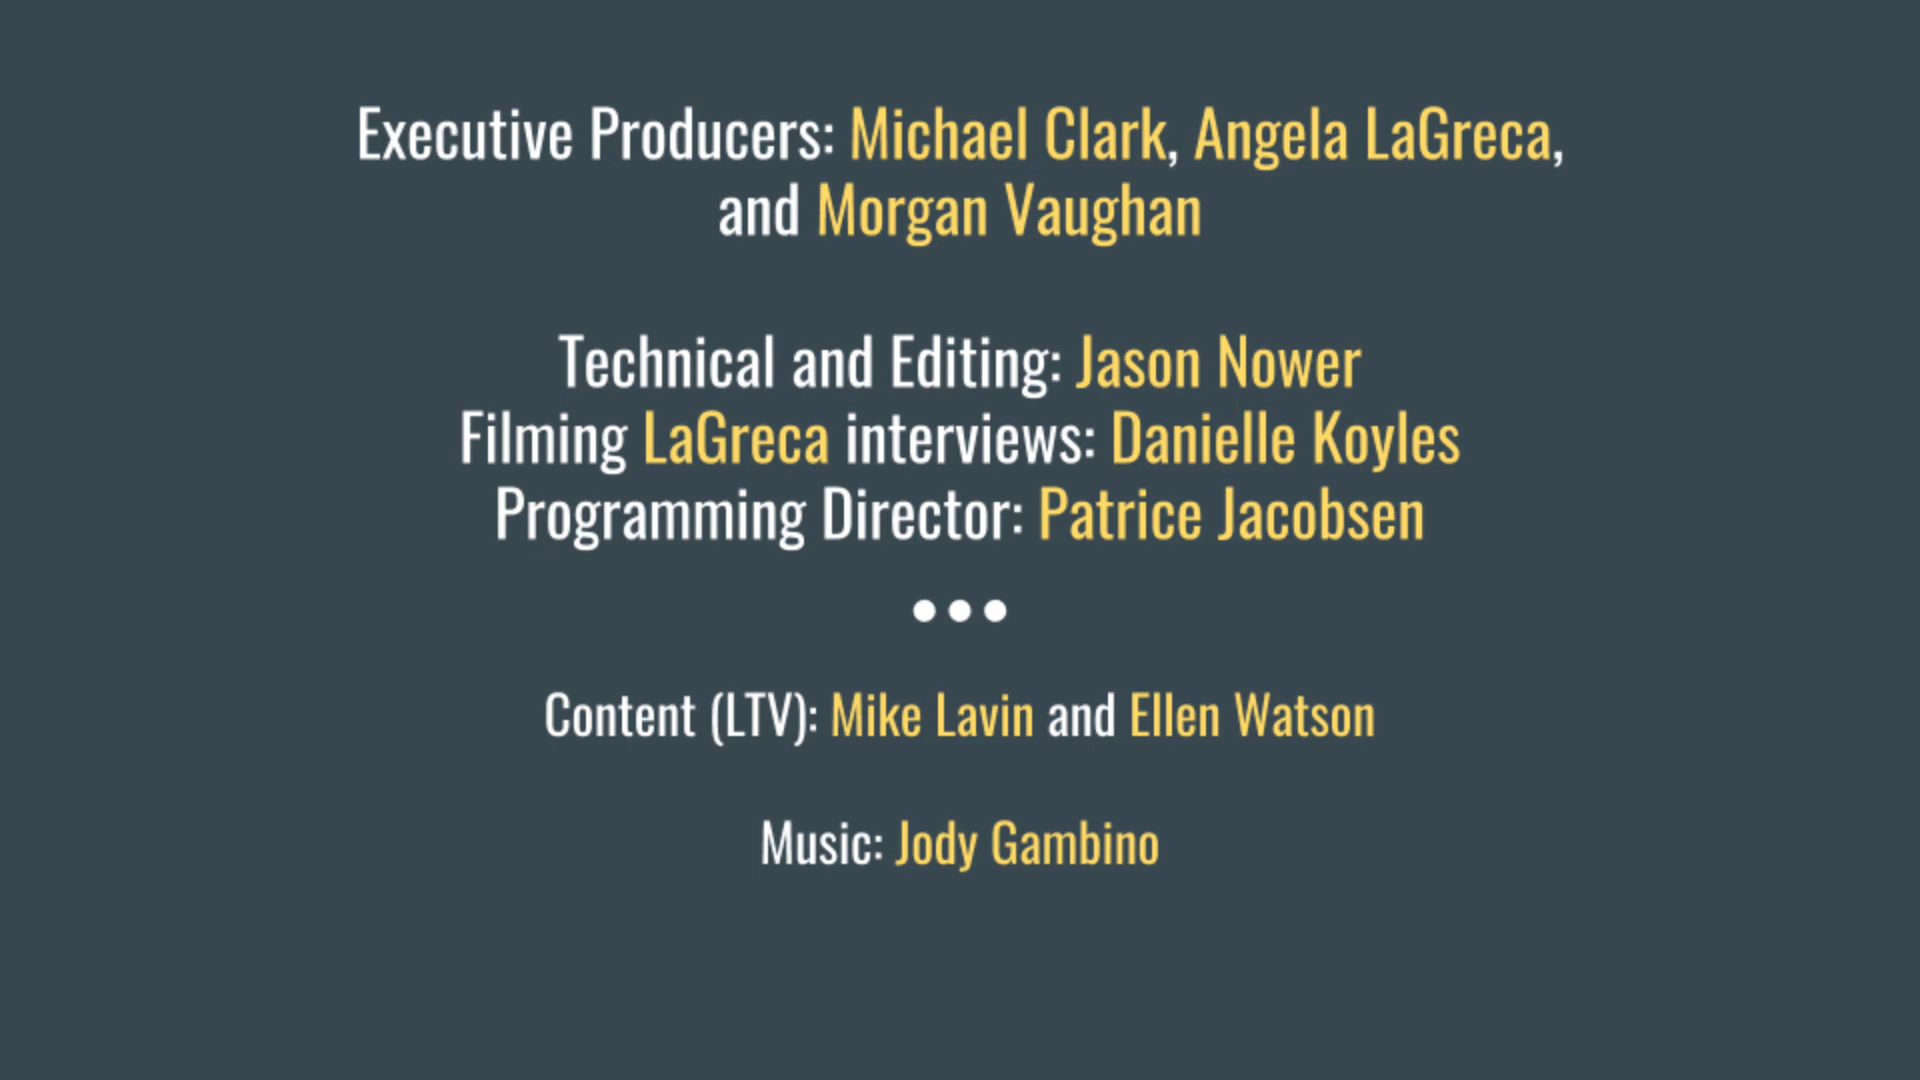 Executive Producers: Michael Clark, Angela LaGreca,
and Morgan Vaughan
Technical and Editing: Jason Nower
Filming LaGreca interviews: Danielle Koyles
Programming Director: Patrice Jacobsen
Content (LTV): Mike Lavin and Ellen Watson
Music: Jody Gambino